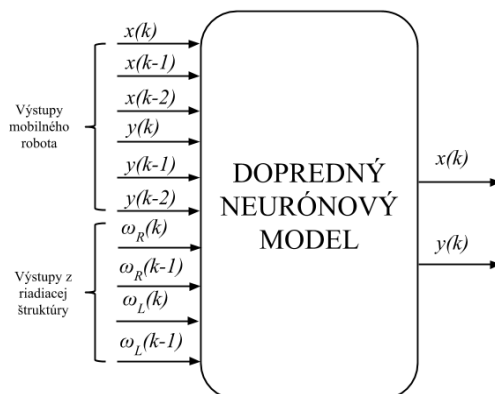 x(k)
x(k-1)
x(k-2)
y(k)
y(k-1)
y(k-2)
Výstupy
mobilného
robota
ω_R(k)
ω_R(k-1)
ω_L(k)
ω_L(k-1)
Výstupy z
riadiacej
štruktúry
DOPREDNÝ
NEURÓNOVÝ
MODEL
x(k)
y(k)